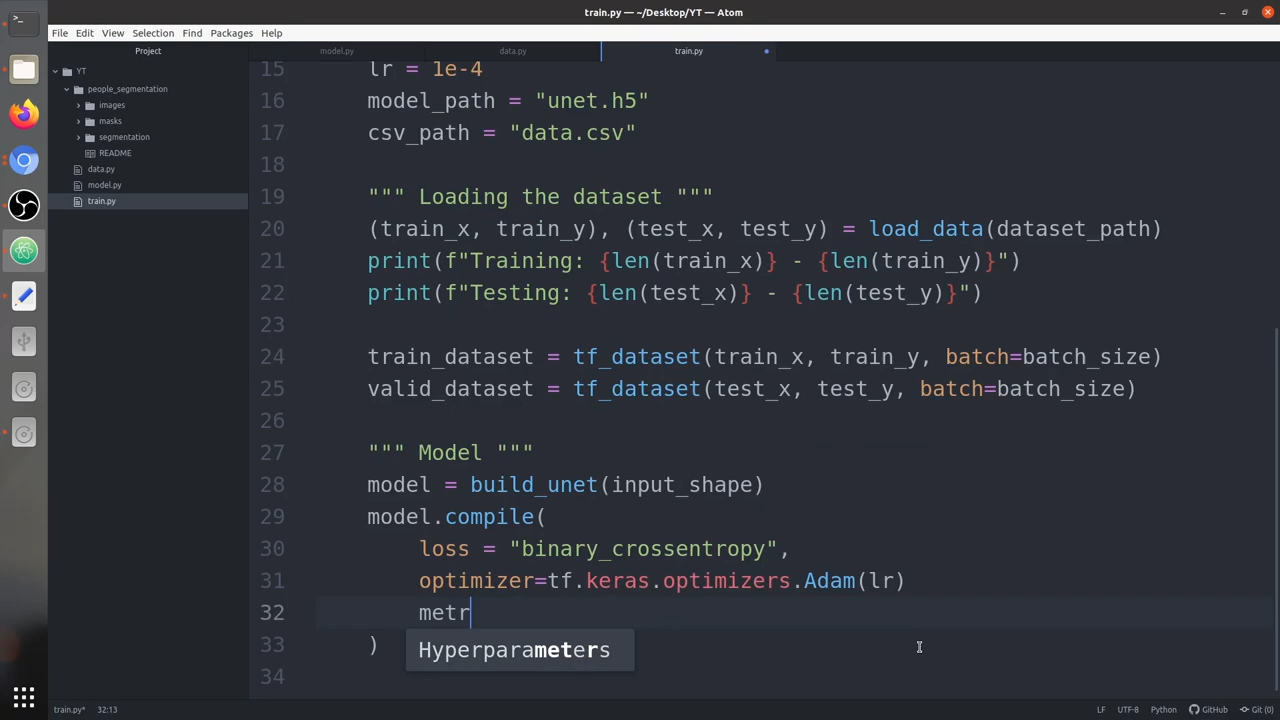 train.py — ~/Desktop/YT — Atom
File Edit View Selection Find Packages Help
Project
model.py
data.py
train.py
YT
people_segmentation
images
masks
segmentation
README
data.py
model.py
train.py
15 lr = 1e-4
16 model_path = "unet.h5"
17 csv_path = "data.csv"
18
19 """ Loading the dataset """
20 (train_x, train_y), (test_x, test_y) = load_data(dataset_path)
21 print(f"Training: {len(train_x)} - {len(train_y)}")
22 print(f"Testing: {len(test_x)} - {len(test_y)}")
23
24 train_dataset = tf_dataset(train_x, train_y, batch=batch_size)
25 valid_dataset = tf_dataset(test_x, test_y, batch=batch_size)
26
27 """ Model """
28 model = build_unet(input_shape)
29 model.compile(
30 loss = "binary_crossentropy",
31 optimizer=tf.keras.optimizers.Adam(lr)
32 metr
33 )
Hyperparameters
34
train.py* 32:13
LF UTF-8 Python GitHub Git (0)